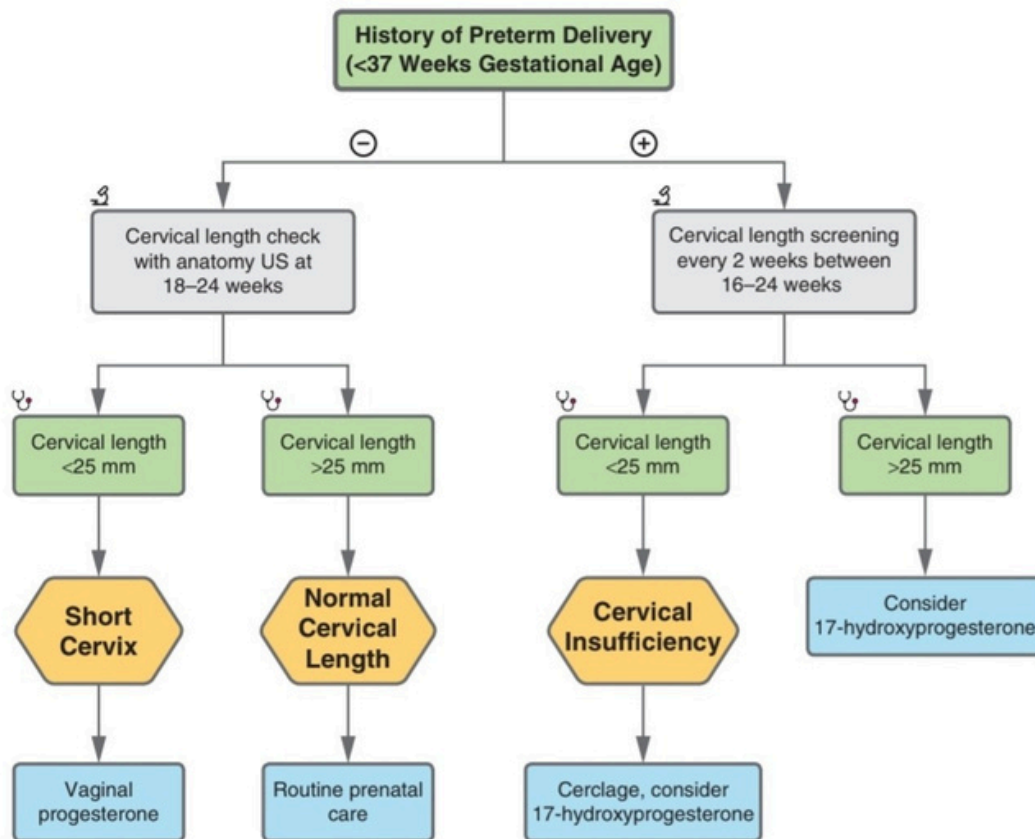 History of Preterm Delivery
(<37 Weeks Gestational Age)
−
+
Cervical length check
with anatomy US at
18–24 weeks
Cervical length screening
every 2 weeks between
16–24 weeks
Cervical length
<25 mm
Cervical length
>25 mm
Cervical length
<25 mm
Cervical length
>25 mm
Short
Cervix
Normal
Cervical
Length
Cervical
Insufficiency
Consider
17-hydroxyprogesterone
Vaginal
progesterone
Routine prenatal
care
Cerclage, consider
17-hydroxyprogesterone